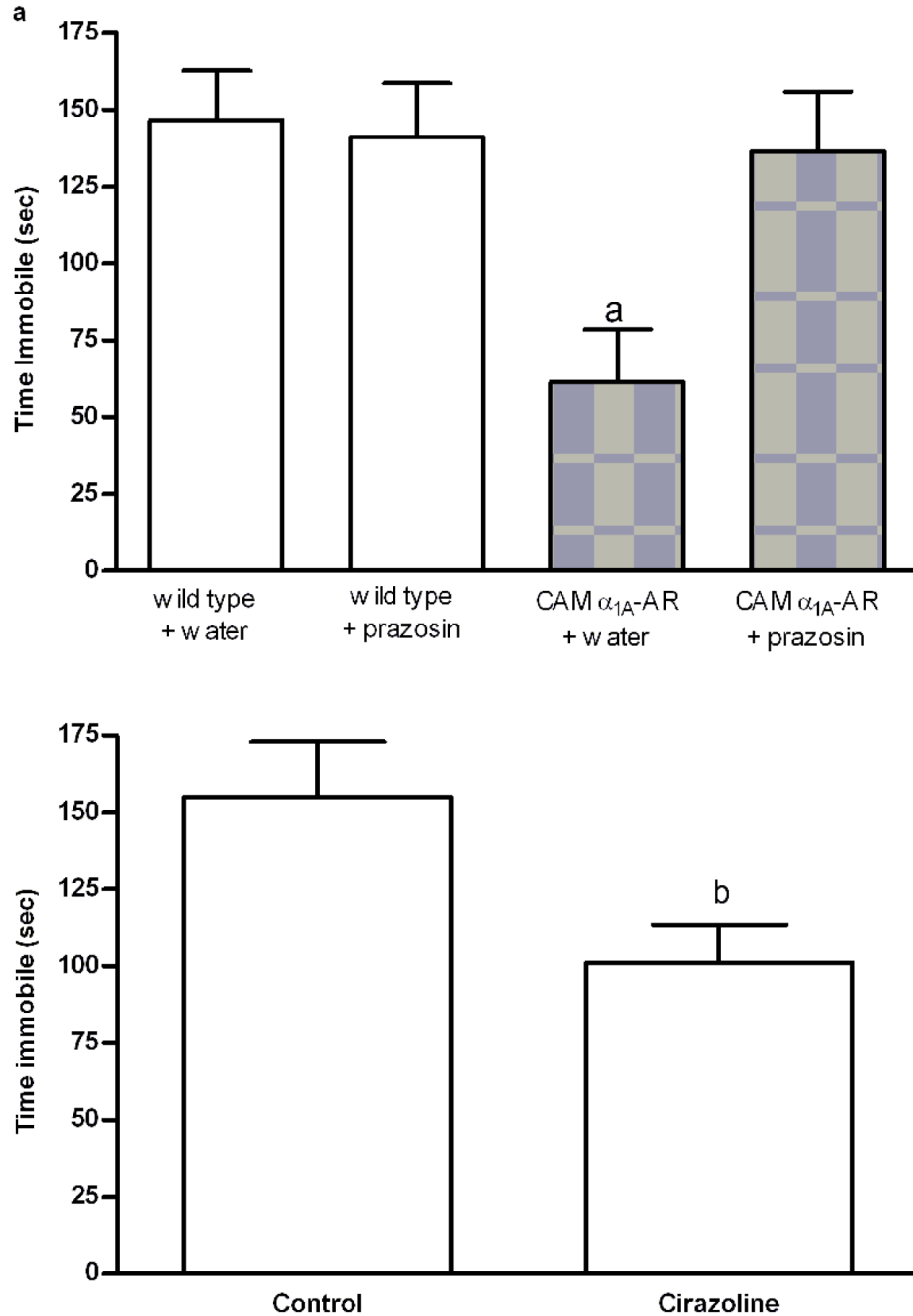 a
Time Immobile (sec)
175
150
125
100
75
50
25
0
a
wild type
+ water
wild type
+ prazosin
CAM α₁A-AR
+ water
CAM α₁A-AR
+ prazosin
Time immobile (sec)
175
150
125
100
75
50
25
0
b
Control
Cirazoline